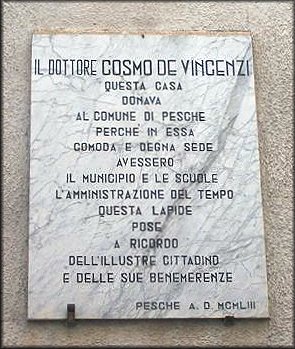 IL DOTTORE COSMO DE VINCENZI
QUESTA CASA
DONAVA
AL COMUNE DI PESCHE
PERCHÈ IN ESSA
COMODA E DEGNA SEDE
AVESSERO
IL MUNICIPIO E LE SCUOLE
L'AMMINISTRAZIONE DEL TEMPO
QUESTA LAPIDE
POSE
A RICORDO
DELL'ILLUSTRE CITTADINO
E DELLE SUE BENEMERENZE
PESCHE A. D. MCMLIII